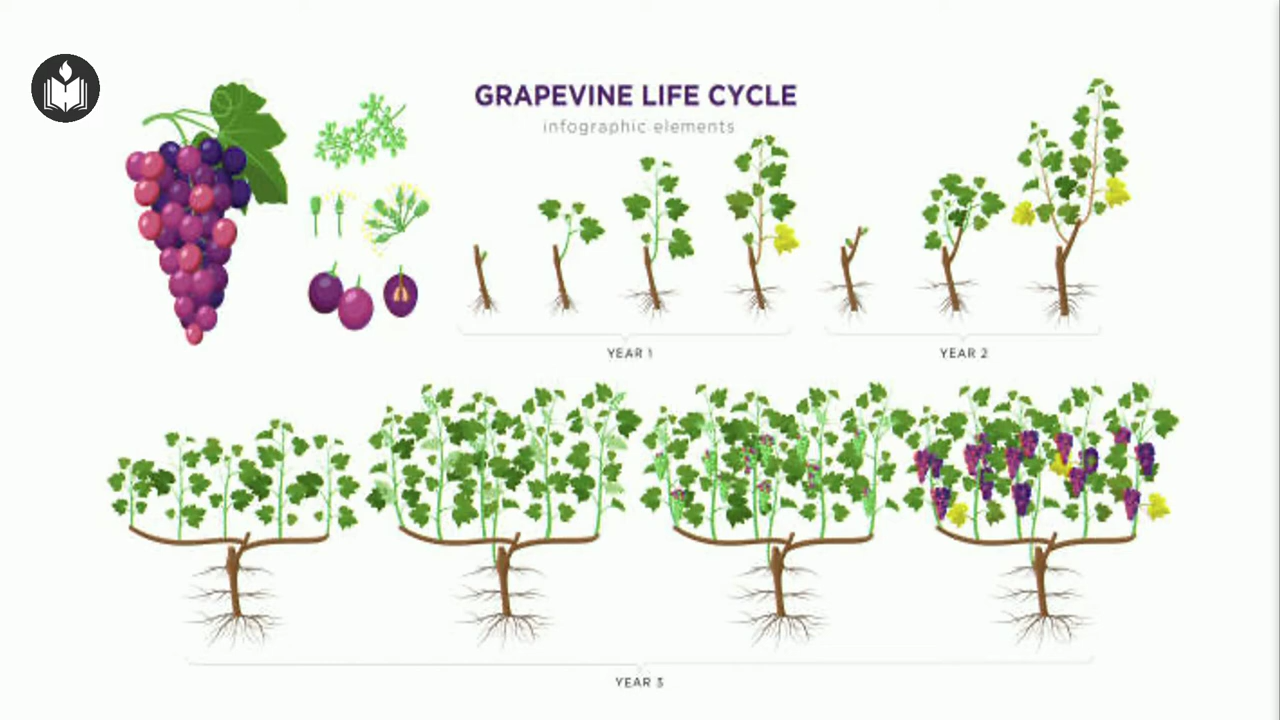 GRAPEVINE LIFE CYCLE
infographic elements
YEAR 1
YEAR 2
YEAR 3